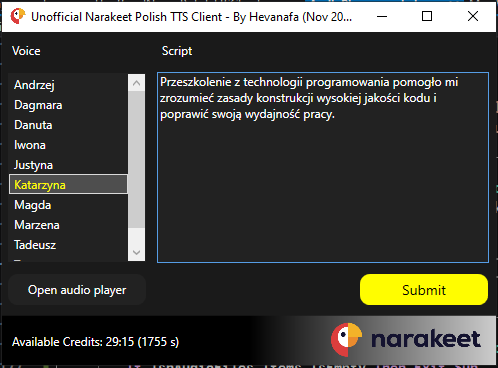 Unofficial Narakeet Polish TTS Client - By Hevanafa (Nov 20...
Voice
Script
Andrzej
Dagmara
Danuta
Iwona
Justyna
Katarzyna
Magda
Marzena
Tadeusz
Przeszkolenie z technologii programowania pomogło mi
zrozumieć zasady konstrukcji wysokiej jakości kodu i
poprawić swoją wydajność pracy.
Open audio player
Submit
Available Credits: 29:15 (1755 s)
narakeet